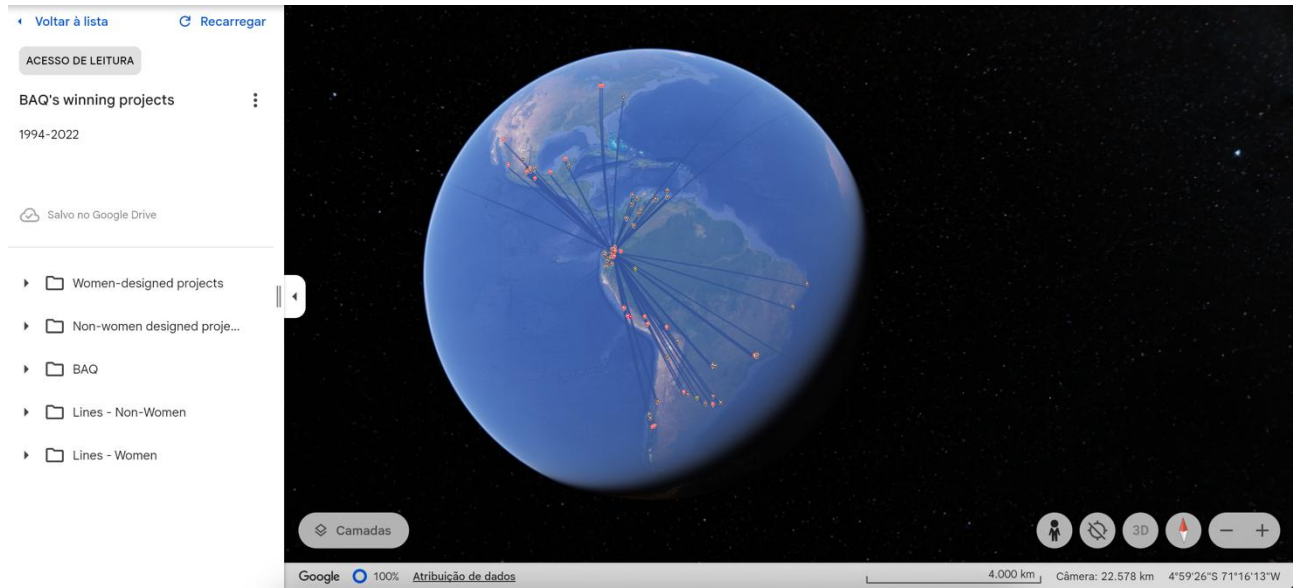 Voltar à lista
Recarregar
ACESSO DE LEITURA
BAQ's winning projects
1994-2022
Salvo no Google Drive
Women-designed projects
Non-women designed proje...
BAQ
Lines - Non-Women
Lines - Women
Camadas
3D
Google 100% Atribuição de dados
4.000 km Câmera: 22.578 km 4°59'26"S 71°16'13"W